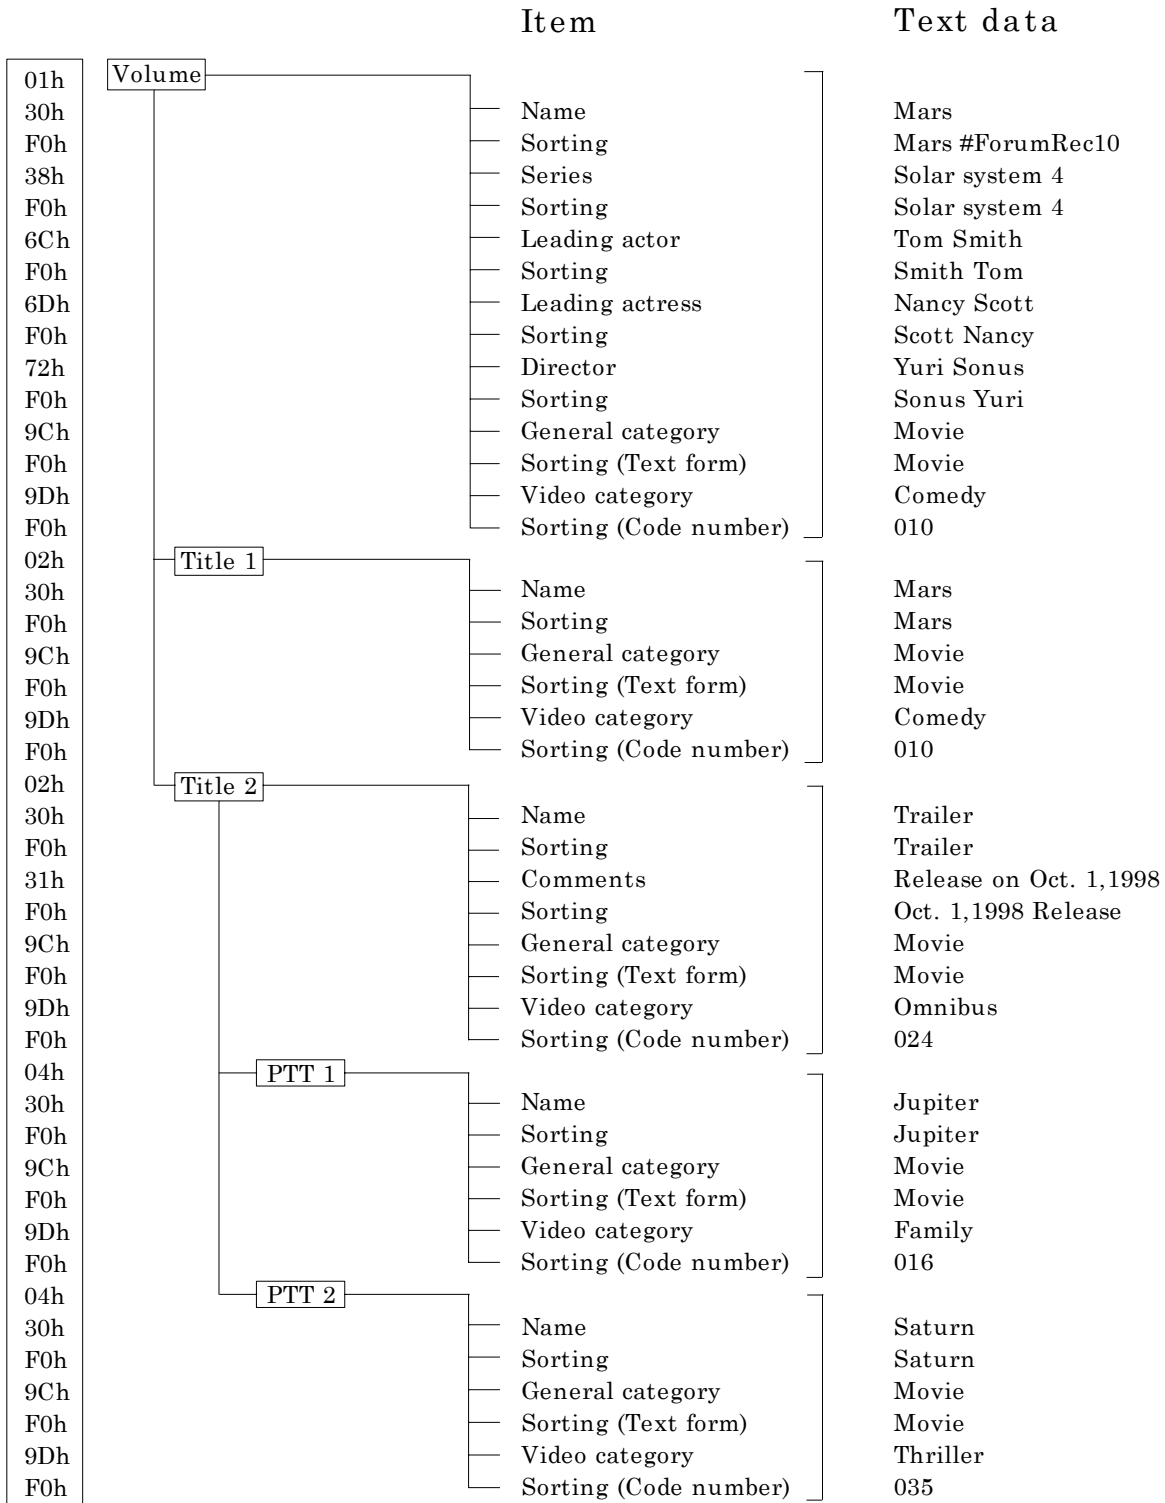 Item Text data
01h Volume
30h Name Mars
F0h Sorting Mars #ForumRec10
38h Series Solar system 4
F0h Sorting Solar system 4
6Ch Leading actor Tom Smith
F0h Sorting Smith Tom
6Dh Leading actress Nancy Scott
F0h Sorting Scott Nancy
72h Director Yuri Sonus
F0h Sorting Sonus Yuri
9Ch General category Movie
F0h Sorting (Text form) Movie
9Dh Video category Comedy
F0h Sorting (Code number) 010
02h Title 1
30h Name Mars
F0h Sorting Mars
9Ch General category Movie
F0h Sorting (Text form) Movie
9Dh Video category Comedy
F0h Sorting (Code number) 010
02h Title 2
30h Name Trailer
F0h Sorting Trailer
31h Comments Release on Oct. 1,1998
F0h Sorting Oct. 1,1998 Release
9Ch General category Movie
F0h Sorting (Text form) Movie
9Dh Video category Omnibus
F0h Sorting (Code number) 024
04h PTT 1
30h Name Jupiter
F0h Sorting Jupiter
9Ch General category Movie
F0h Sorting (Text form) Movie
9Dh Video category Family
F0h Sorting (Code number) 016
04h PTT 2
30h Name Saturn
F0h Sorting Saturn
9Ch General category Movie
F0h Sorting (Text form) Movie
9Dh Video category Thriller
F0h Sorting (Code number) 035